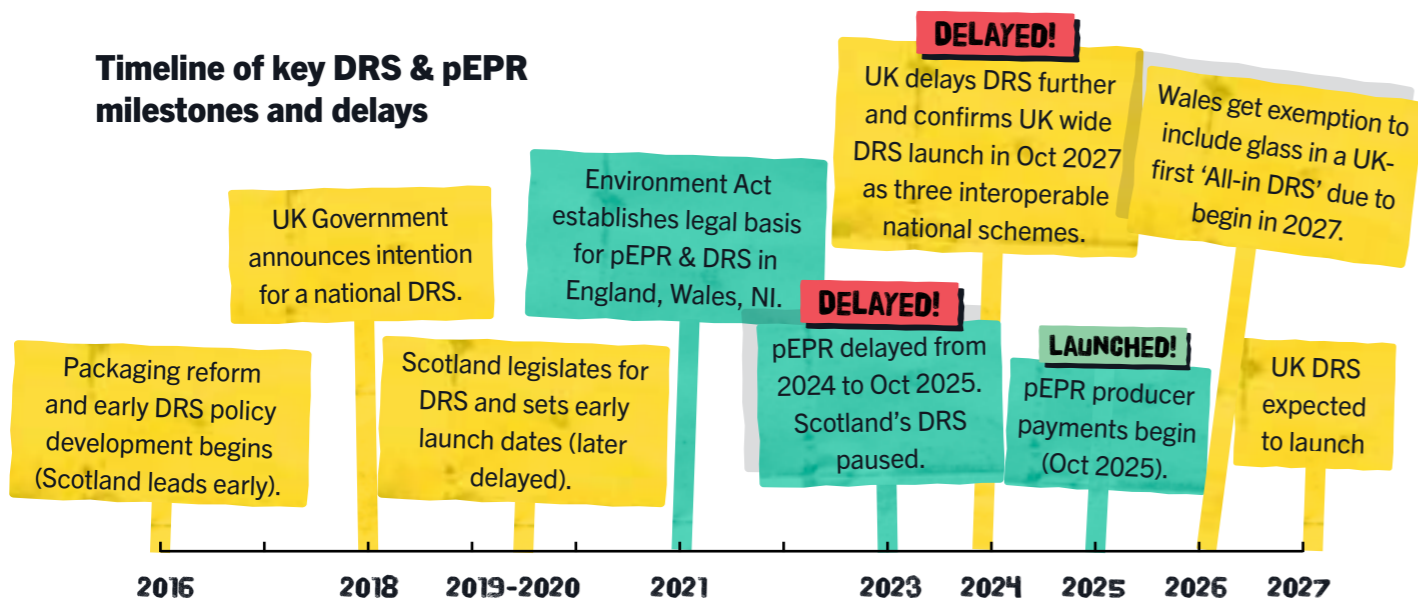 Timeline of key DRS & pEPR
milestones and delays
Packaging reform
and early DRS policy
development begins
(Scotland leads early).
UK Government
announces intention
for a national DRS.
Scotland legislates for
DRS and sets early
launch dates (later
delayed).
Environment Act
establishes legal basis
for pEPR & DRS in
England, Wales, NI.
DELAYED!
pEPR delayed from
2024 to Oct 2025.
Scotland's DRS
paused.
DELAYED!
UK delays DRS further
and confirms UK wide
DRS launch in Oct 2027
as three interoperable
national schemes.
LAUNCHED!
pEPR producer
payments begin
(Oct 2025).
Wales get exemption to
include glass in a UK-
first ‘All-in DRS’ due to
begin in 2027.
UK DRS
expected
to launch
2016
2018
2019-2020
2021
2023
2024
2025
2026
2027